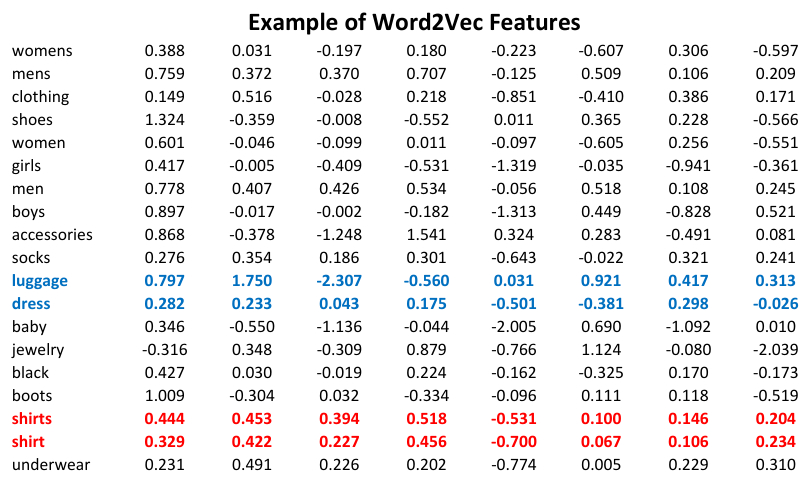 Example of Word2Vec Features
womens 0.388 0.031 -0.197 0.180 -0.223 -0.607 0.306 -0.597
mens 0.759 0.372 0.370 0.707 -0.125 0.509 0.106 0.209
clothing 0.149 0.516 -0.028 0.218 -0.851 -0.410 0.386 0.171
shoes 1.324 -0.359 -0.008 -0.552 0.011 0.365 0.228 -0.566
women 0.601 -0.046 -0.099 0.011 -0.097 -0.605 0.256 -0.551
girls 0.417 -0.005 -0.409 -0.531 -1.319 -0.035 -0.941 -0.361
men 0.778 0.407 0.426 0.534 -0.056 0.518 0.108 0.245
boys 0.897 -0.017 -0.002 -0.182 -1.313 0.449 -0.828 0.521
accessories 0.868 -0.378 -1.248 1.541 0.324 0.283 -0.491 0.081
socks 0.276 0.354 0.186 0.301 -0.643 -0.022 0.321 0.241
luggage 0.797 1.750 -2.307 -0.560 0.031 0.921 0.417 0.313
dress 0.282 0.233 0.043 0.175 -0.501 -0.381 0.298 -0.026
baby 0.346 -0.550 -1.136 -0.044 -2.005 0.690 -1.092 0.010
jewelry -0.316 0.348 -0.309 0.879 -0.766 1.124 -0.080 -2.039
black 0.427 0.030 -0.019 0.224 -0.162 -0.325 0.170 -0.173
boots 1.009 -0.304 0.032 -0.334 -0.096 0.111 0.118 -0.519
shirts 0.444 0.453 0.394 0.518 -0.531 0.100 0.146 0.204
shirt 0.329 0.422 0.227 0.456 -0.700 0.067 0.106 0.234
underwear 0.231 0.491 0.226 0.202 -0.774 0.005 0.229 0.310